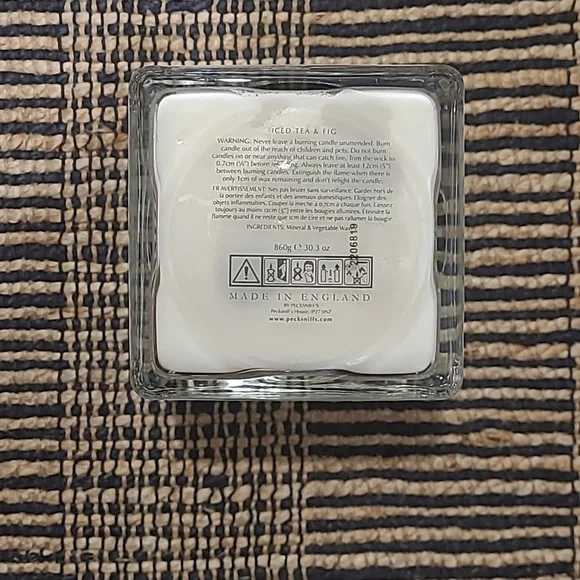 ICED TEA & FIG
WARNING: Never leave a burning candle unattended. Burn
candle out of the reach of children and pets. Do not burn
candles on or near anything that can catch fire. Trim the wick to
0.2cm (⅛") before Always leave at least 12cm (5")
between burning candles. Extinguish the flame when there is
only 1cm of wax remaining and don't relight the candle.
FR AVERTISSEMENT: Nes pas bruler sans surveillance. Garder hors de
la portee des enfants et des animaux domestiques. Eloigner des
objets inflammables. Couper la meche a 0.2cm à chaque fois. Laissez
toujours au moins 12cm (5") entre les bougies allumees. Eteindre la
flamme quand il ne reste que 1cm de cire et ne pas rallumer la bougie.
INGREDIENTS: Mineral & Vegetable Wax
2206819
860g ℮ 30.3 oz
MADE IN ENGLAND
BY PECKSNIFF'S
Pecksniff's House, IP27
www.pecksniffs.com